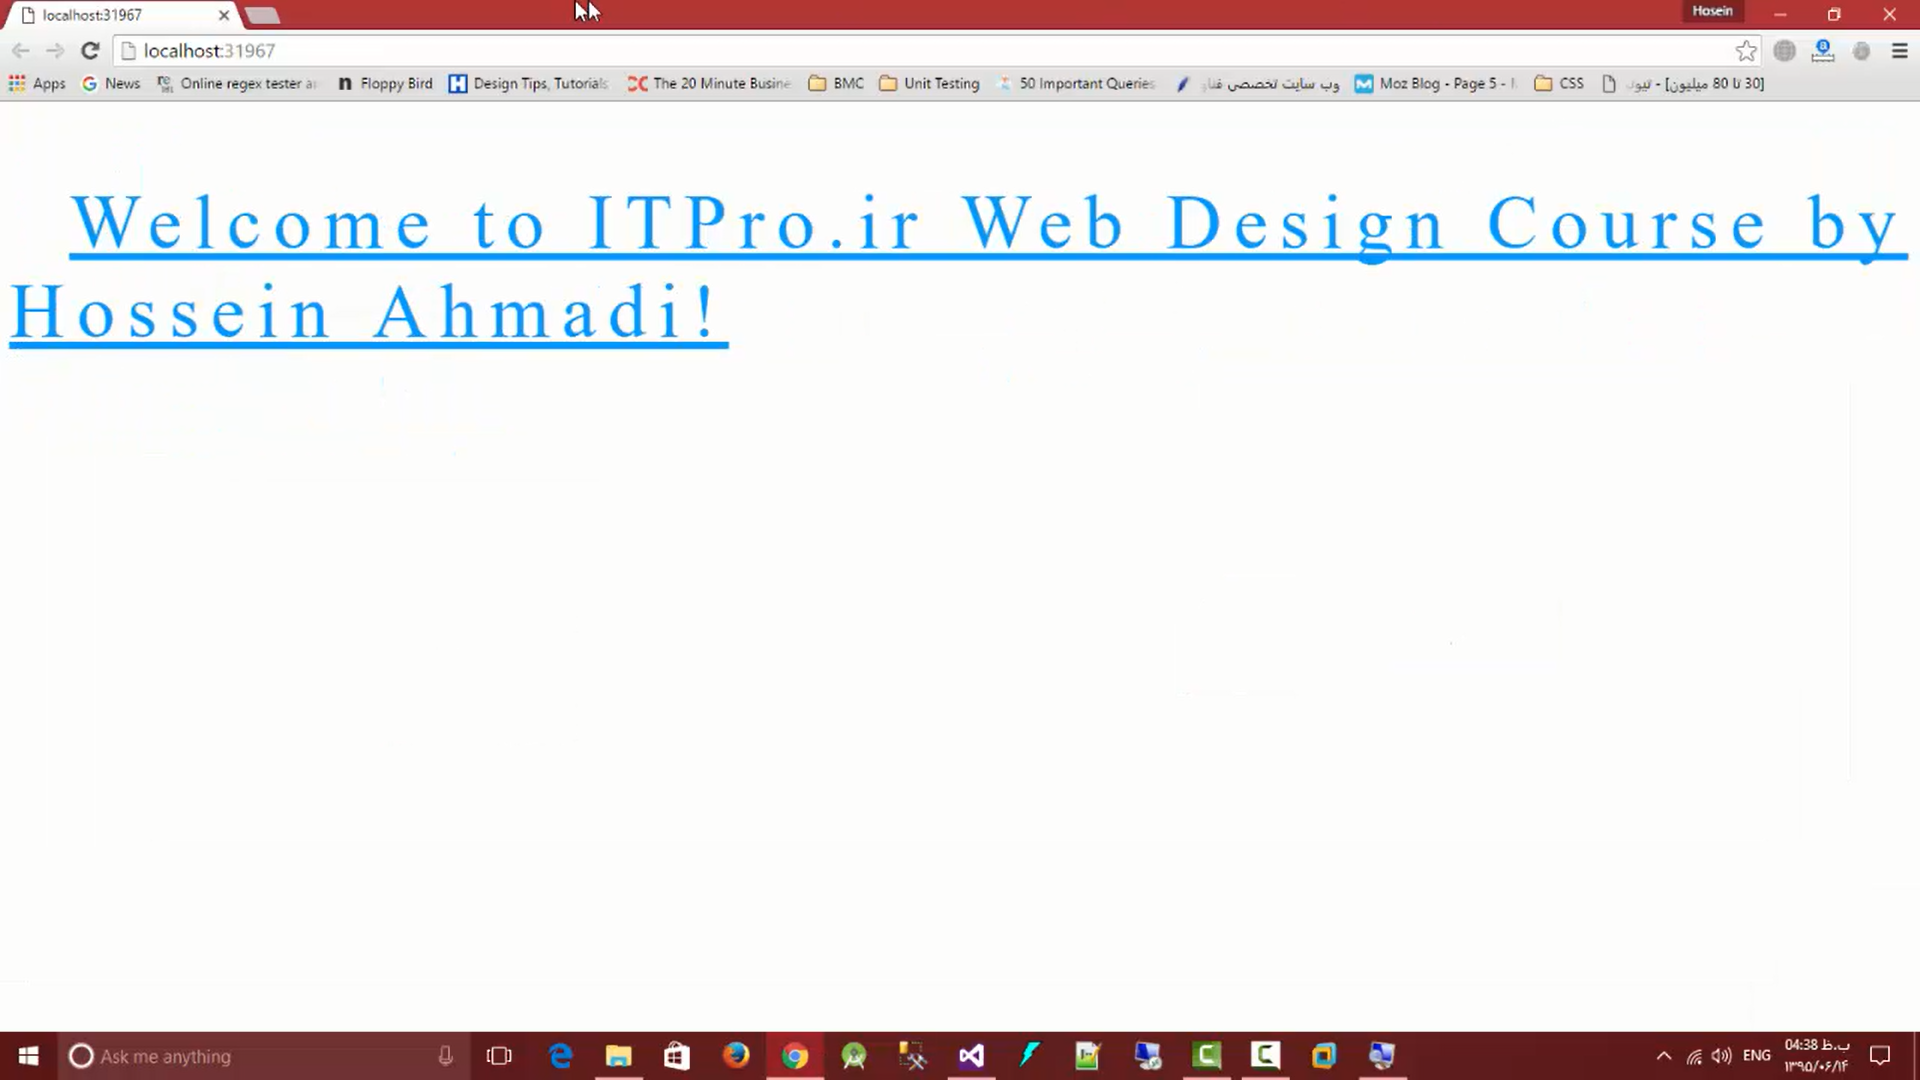 localhost:31967
Hosein
localhost:31967
Apps
News
Online regex tester a
Floppy Bird
Design Tips, Tutorials
The 20 Minute Busine
BMC
Unit Testing
50 Important Queries
وب سایت تخصصی فناو
Moz Blog - Page 5 -
CSS
[30 تا 80 میلیون] - تیون
Welcome to ITPro.ir Web Design Course by
Hossein Ahmadi!
Ask me anything
ENG
04:38 ب.ظ
۱۳۹۵/۰۶/۱۴